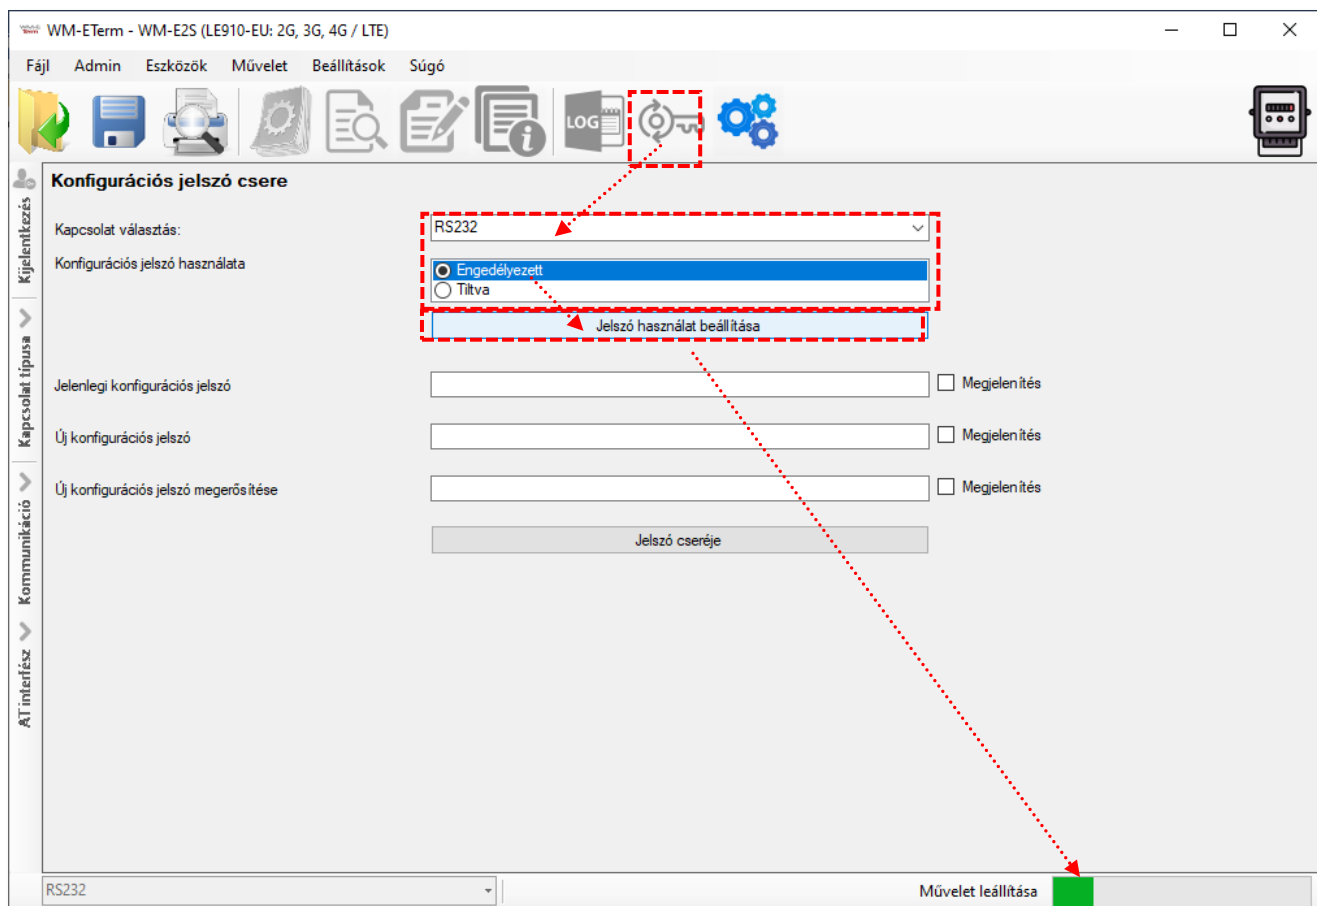 WM-ETerm - WM-E2S (LE910-EU: 2G, 3G, 4G / LTE)
Fájl Admin Eszközök Művelet Beállítások Súgó
LOG
Konfigurációs jelszó csere
Kapcsolat választás: RS232
Konfigurációs jelszó használata
Engedélyezett
Tiltva
Jelszó használat beállítása
Jelenlegi konfigurációs jelszó Megjelenítés
Új konfigurációs jelszó Megjelenítés
Új konfigurációs jelszó megerősítése Megjelenítés
Jelszó cseréje
Kijelentkezés
Kapcsolat típusa
Kommunikáció
AT interfész
RS232 Művelet leállítása